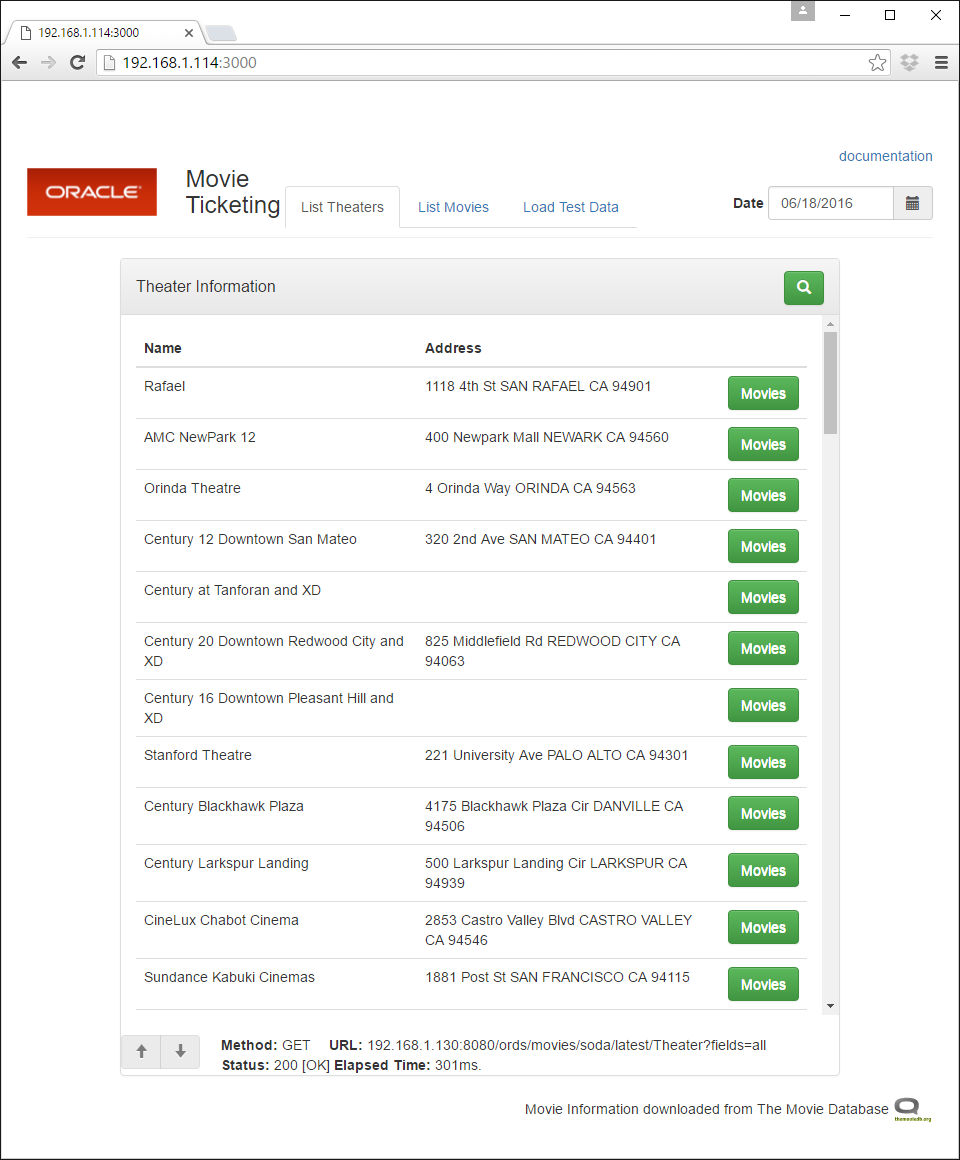 192.168.1.114:3000
192.168.1.114:3000
documentation
ORACLE
Movie
Ticketing
List Theaters
List Movies
Load Test Data
Date 06/18/2016
Theater Information
Name Address
Rafael 1118 4th St SAN RAFAEL CA 94901 Movies
AMC NewPark 12 400 Newpark Mall NEWARK CA 94560 Movies
Orinda Theatre 4 Orinda Way ORINDA CA 94563 Movies
Century 12 Downtown San Mateo 320 2nd Ave SAN MATEO CA 94401 Movies
Century at Tanforan and XD Movies
Century 20 Downtown Redwood City and 825 Middlefield Rd REDWOOD CITY CA Movies
XD 94063
Century 16 Downtown Pleasant Hill and Movies
XD
Stanford Theatre 221 University Ave PALO ALTO CA 94301 Movies
Century Blackhawk Plaza 4175 Blackhawk Plaza Cir DANVILLE CA Movies
94506
Century Larkspur Landing 500 Larkspur Landing Cir LARKSPUR CA Movies
94939
CineLux Chabot Cinema 2853 Castro Valley Blvd CASTRO VALLEY Movies
CA 94546
Sundance Kabuki Cinemas 1881 Post St SAN FRANCISCO CA 94115 Movies
Method: GET URL: 192.168.1.130:8080/ords/movies/soda/latest/Theater?fields=all
Status: 200 [OK] Elapsed Time: 301ms.
Movie Information downloaded from The Movie Database
themoviedb.org